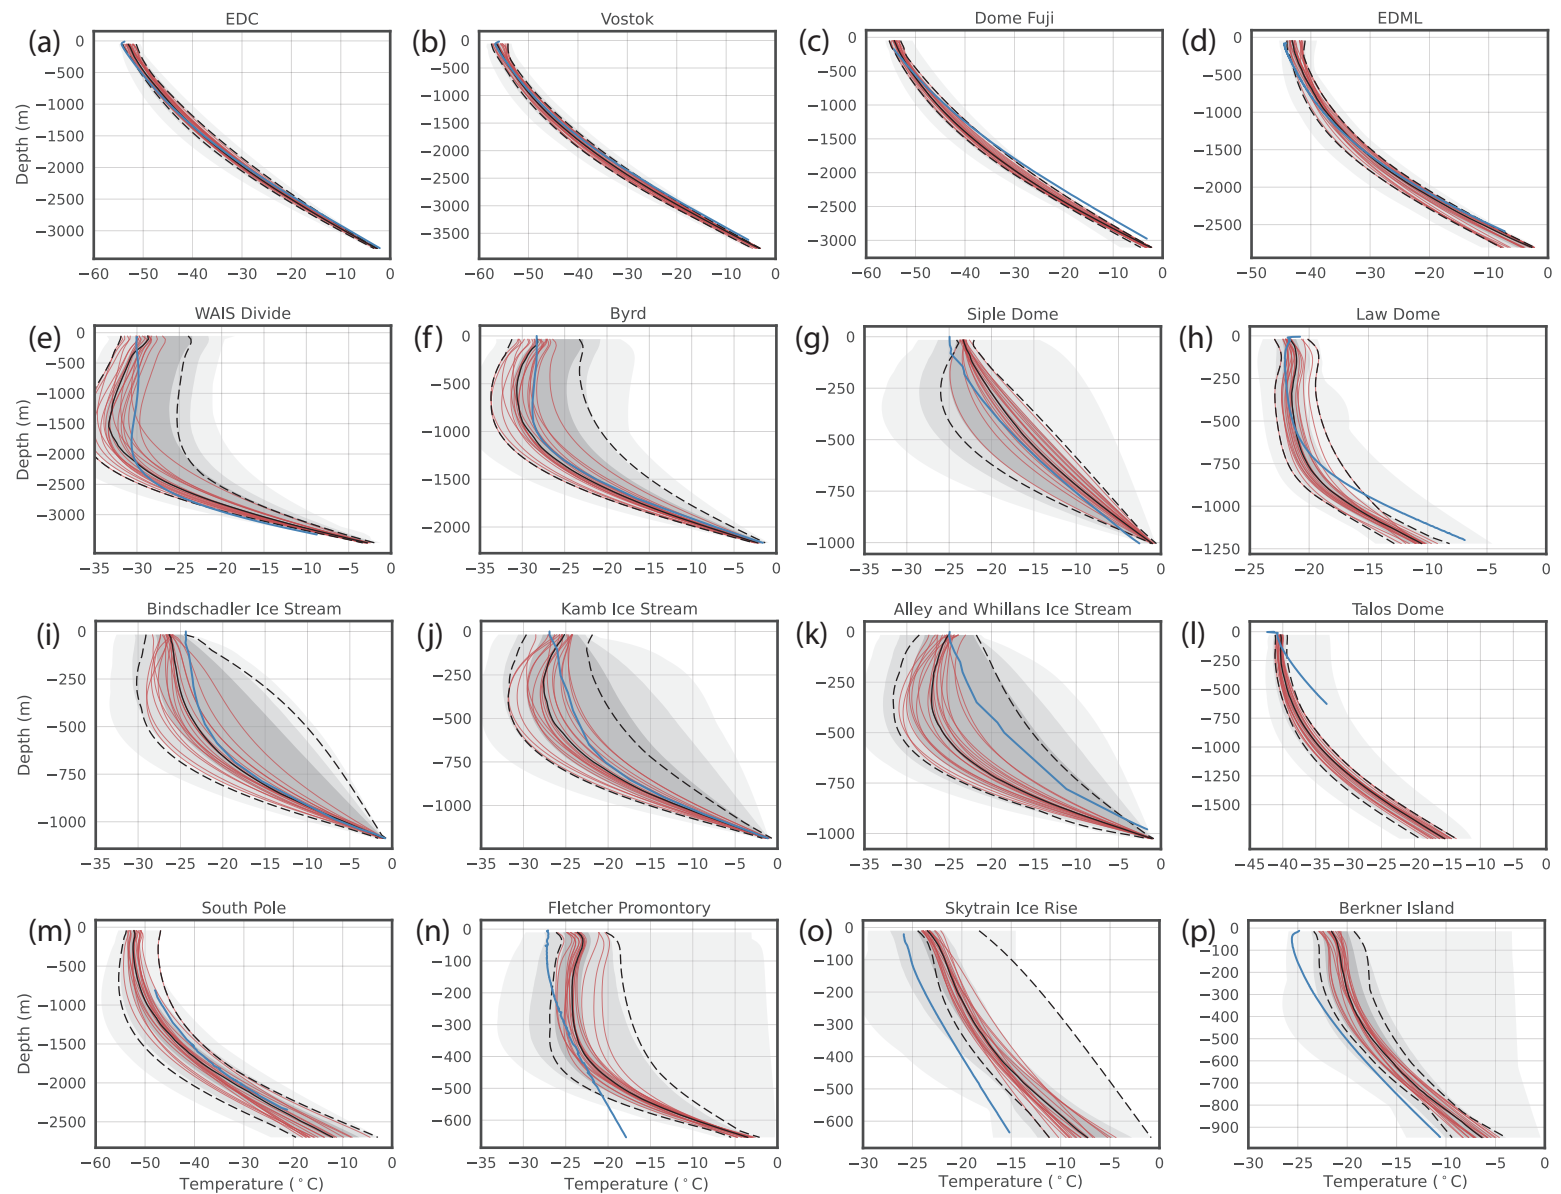 EDC
Vostok
Dome Fuji
EDML
(a)
(b)
(c)
(d)
Depth (m)
0
−500
−1000
−1500
−2000
−2500
−3000
−60 −50 −40 −30 −20 −10 0
0
−500
−1000
−1500
−2000
−2500
−3000
−3500
−60 −50 −40 −30 −20 −10 0
0
−500
−1000
−1500
−2000
−2500
−3000
−60 −50 −40 −30 −20 −10 0
0
−500
−1000
−1500
−2000
−2500
−50 −40 −30 −20 −10 0
WAIS Divide
Byrd
Siple Dome
Law Dome
(e)
(f)
(g)
(h)
Depth (m)
0
−500
−1000
−1500
−2000
−2500
−3000
−35 −30 −25 −20 −15 −10 −5 0
0
−500
−1000
−1500
−2000
−35 −30 −25 −20 −15 −10 −5 0
0
−250
−500
−750
−1000
−35 −30 −25 −20 −15 −10 −5 0
0
−250
−500
−750
−1000
−1250
−25 −20 −15 −10 −5 0
Bindschadler Ice Stream
Kamb Ice Stream
Alley and Whillans Ice Stream
Talos Dome
(i)
(j)
(k)
(l)
Depth (m)
0
−250
−500
−750
−1000
−35 −30 −25 −20 −15 −10 −5 0
0
−250
−500
−750
−1000
−35 −30 −25 −20 −15 −10 −5 0
0
−250
−500
−750
−1000
−35 −30 −25 −20 −15 −10 −5 0
0
−250
−500
−750
−1000
−1250
−1500
−45 −40 −30 −25 −20 −15 −10 −5 0
South Pole
Fletcher Promontory
Skytrain Ice Rise
Berkner Island
(m)
(n)
(o)
(p)
Depth (m)
0
−500
−1000
−1500
−2000
−2500
−60 −50 −40 −30 −20 −10 0
Temperature (°C)
0
−100
−200
−300
−400
−500
−600
−35 −30 −25 −20 −15 −10 −5 0
Temperature (°C)
0
−100
−200
−300
−400
−500
−600
−30 −25 −20 −15 −10 −5 0
Temperature (°C)
0
−100
−200
−300
−400
−500
−600
−700
−800
−900
−30 −25 −20 −15 −10 −5 0
Temperature (°C)